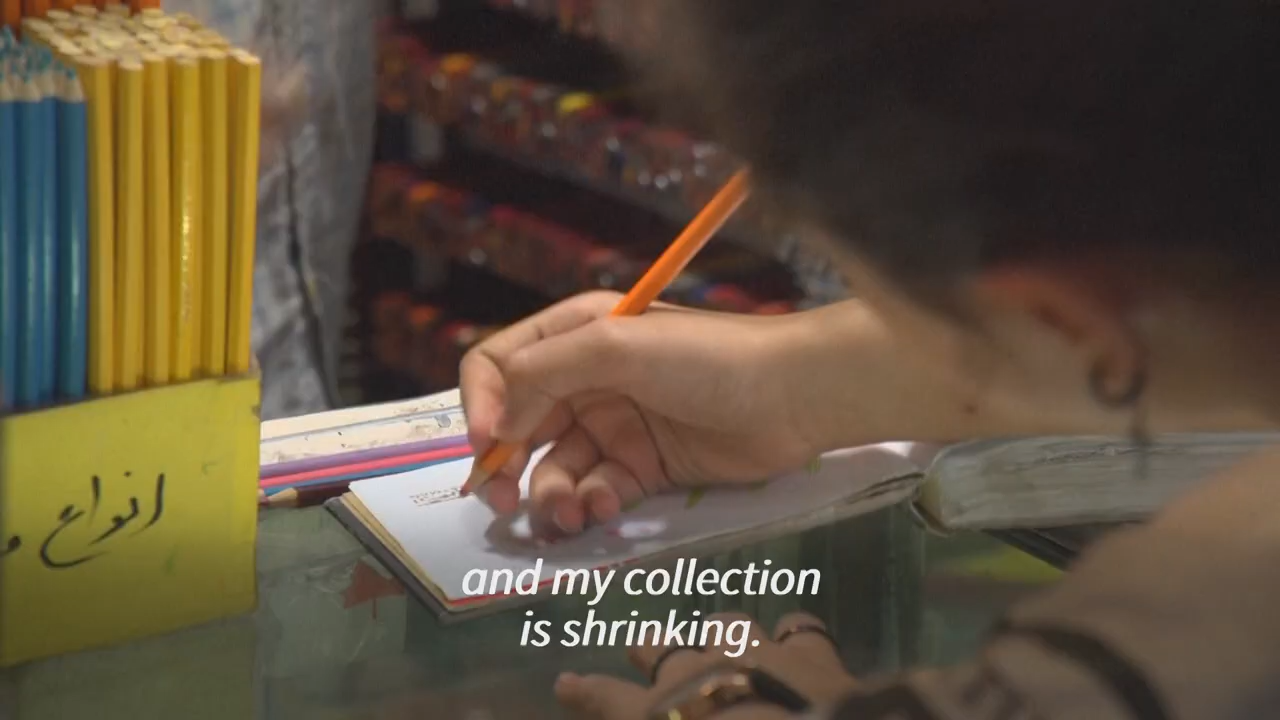 انواع
and my collection
is shrinking.